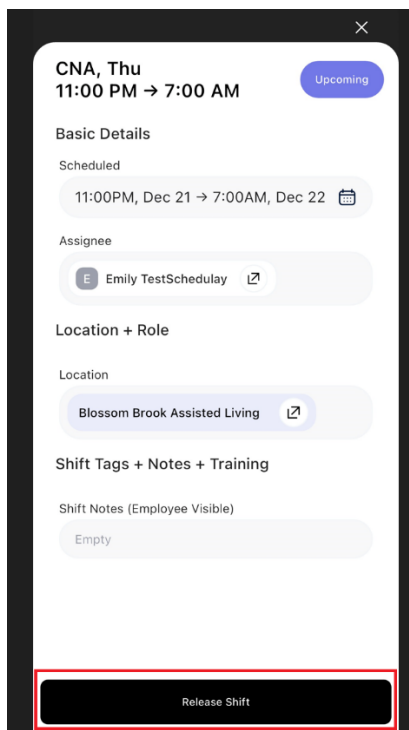 CNA, Thu
11:00 PM → 7:00 AM
Upcoming
Basic Details
Scheduled
11:00PM, Dec 21 → 7:00AM, Dec 22
Assignee
E Emily TestSchedulay
Location + Role
Location
Blossom Brook Assisted Living
Shift Tags + Notes + Training
Shift Notes (Employee Visible)
Empty
Release Shift